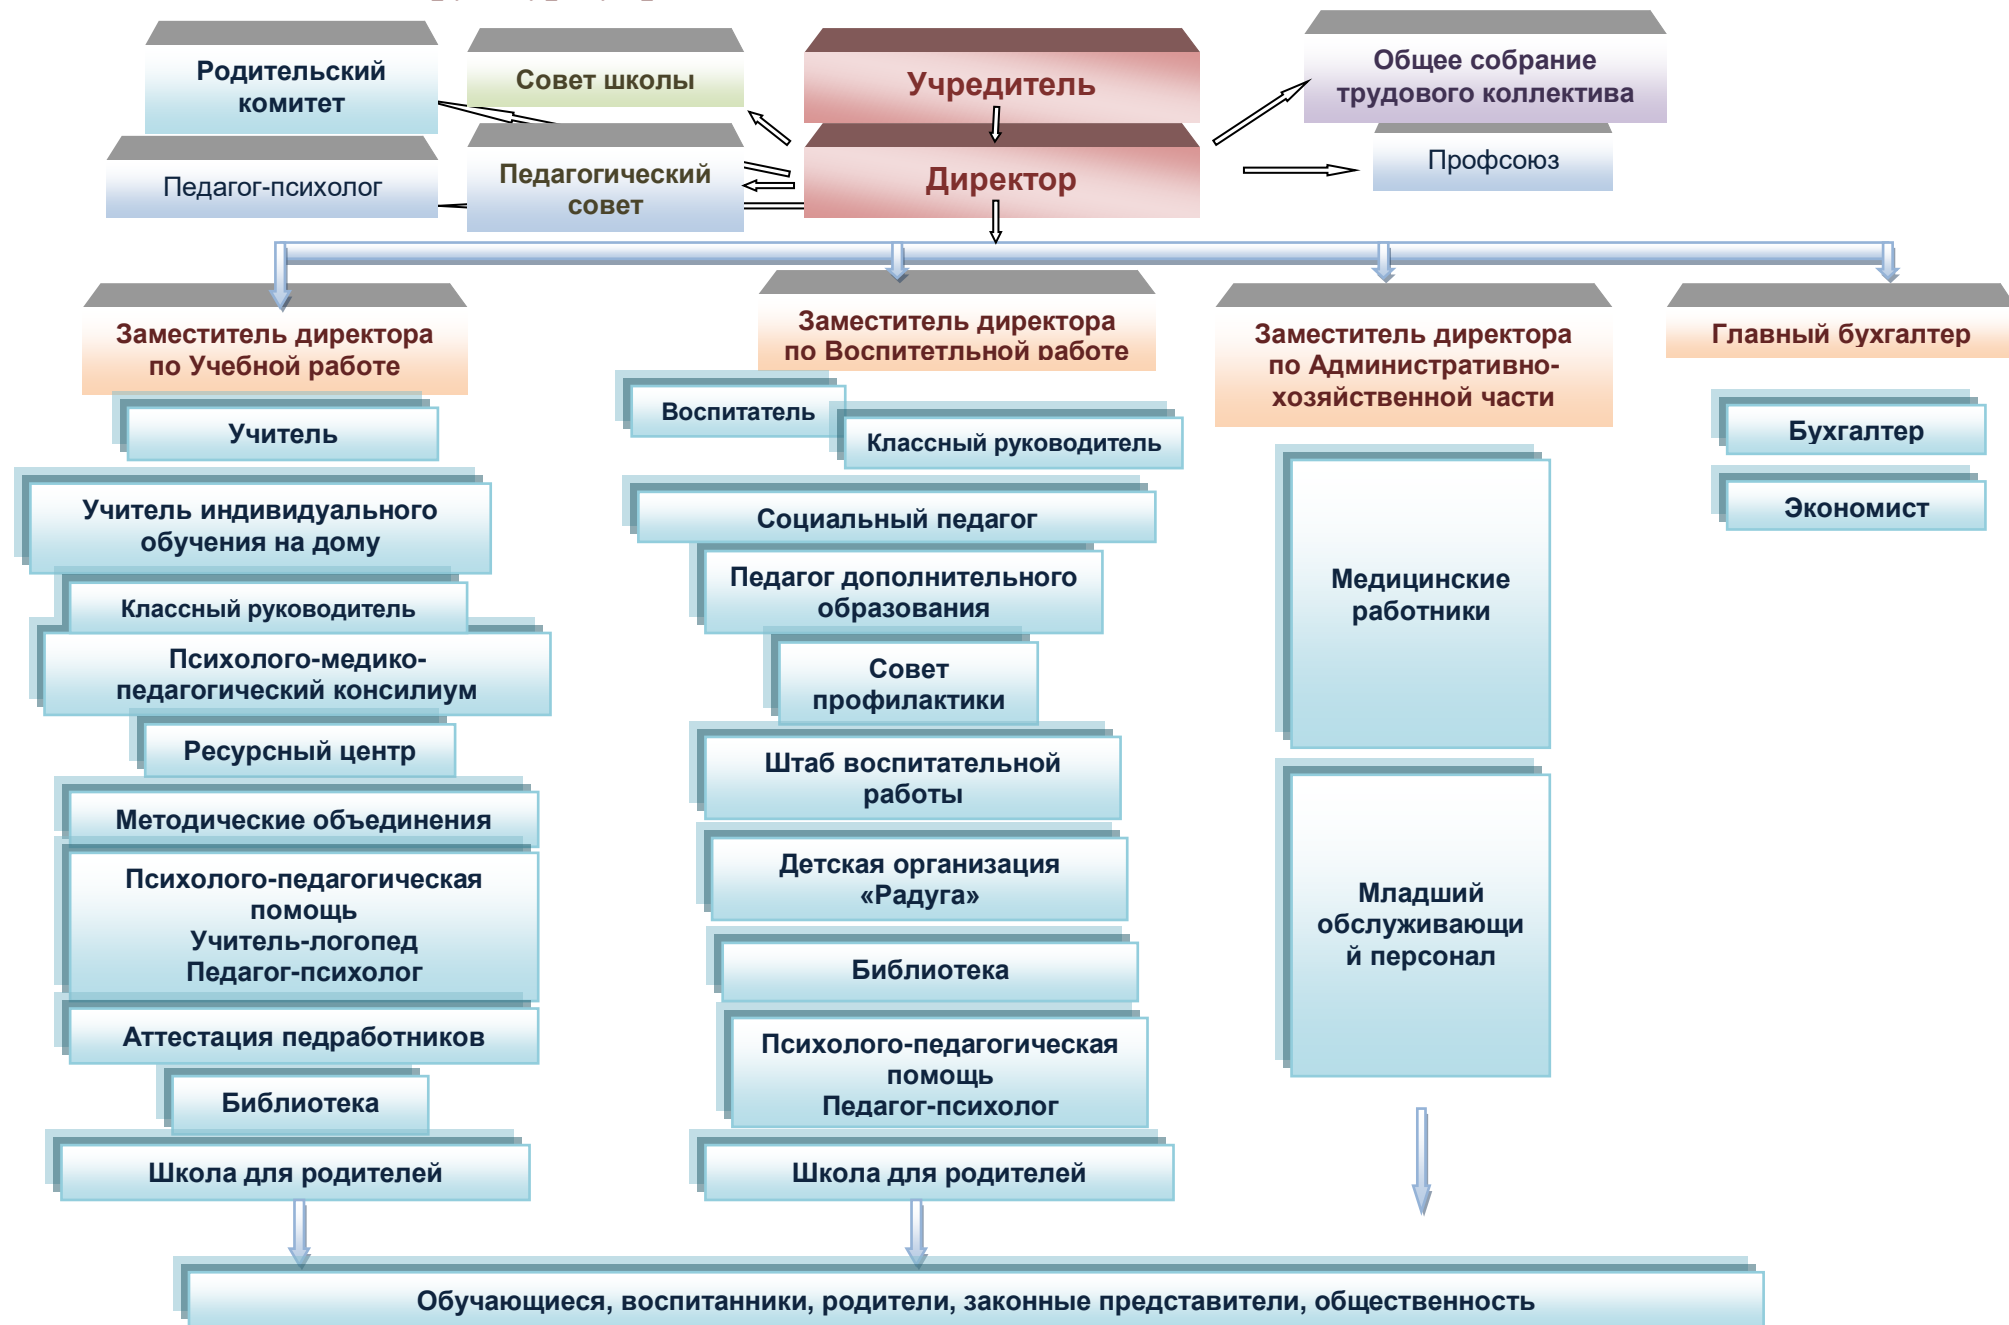 Родительский
комитет
Совет школы
Учредитель
Общее собрание
трудового коллектива
Педагог-психолог
Педагогический
совет
Директор
Профсоюз
Заместитель директора
по Учебной работе
Заместитель директора
по Воспитетльной работе
Заместитель директора
по Административно-
хозяйственной части
Главный бухгалтер
Учитель
Учитель индивидуального
обучения на дому
Классный руководитель
Психолого-медико-
педагогический консилиум
Ресурсный центр
Методические объединения
Психолого-педагогическая
помощь
Учитель-логопед
Педагог-психолог
Аттестация педработников
Библиотека
Школа для родителей
Воспитатель
Классный руководитель
Социальный педагог
Педагог дополнительного
образования
Совет
профилактики
Штаб воспитательной
работы
Детская организация
«Радуга»
Библиотека
Психолого-педагогическая
помощь
Педагог-психолог
Школа для родителей
Медицинские
работники
Младший
обслуживающи
й персонал
Бухгалтер
Экономист
Обучающиеся, воспитанники, родители, законные представители, общественность